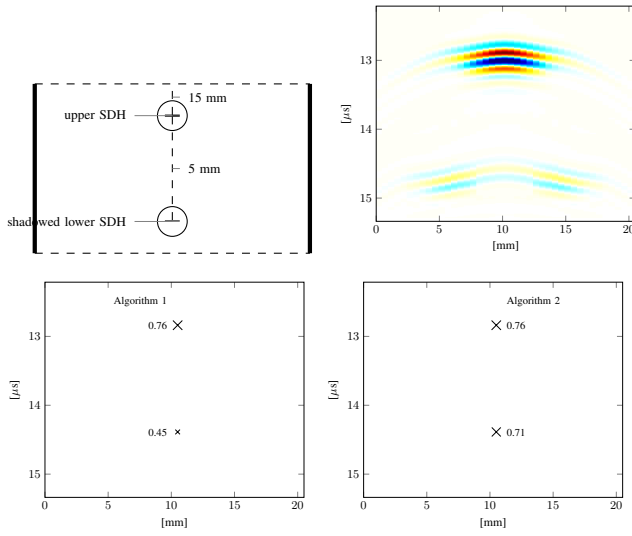 15 mm
upper SDH
5 mm
shadowed lower SDH
13
14
15
[μs]
0 5 10 15 20
[mm]
Algorithm 1
0.76
0.45
13
14
15
[μs]
0 5 10 15 20
[mm]
Algorithm 2
0.76
0.71
13
14
15
[μs]
0 5 10 15 20
[mm]